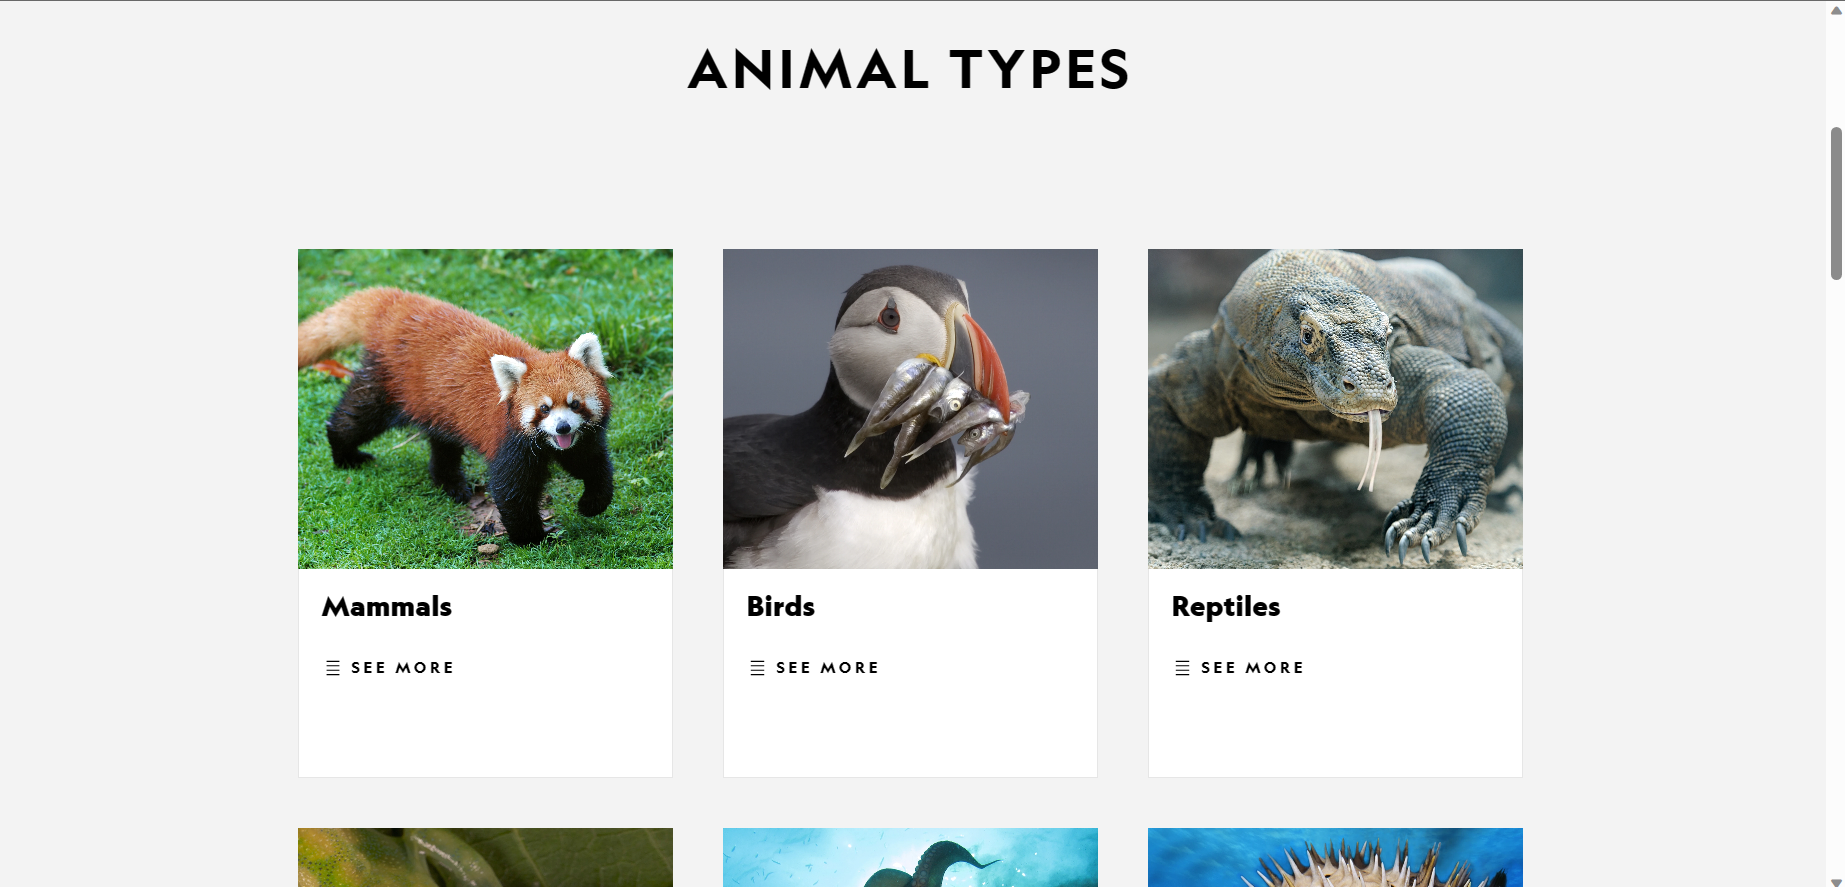 ANIMAL TYPES
Mammals
SEE MORE
Birds
SEE MORE
Reptiles
SEE MORE